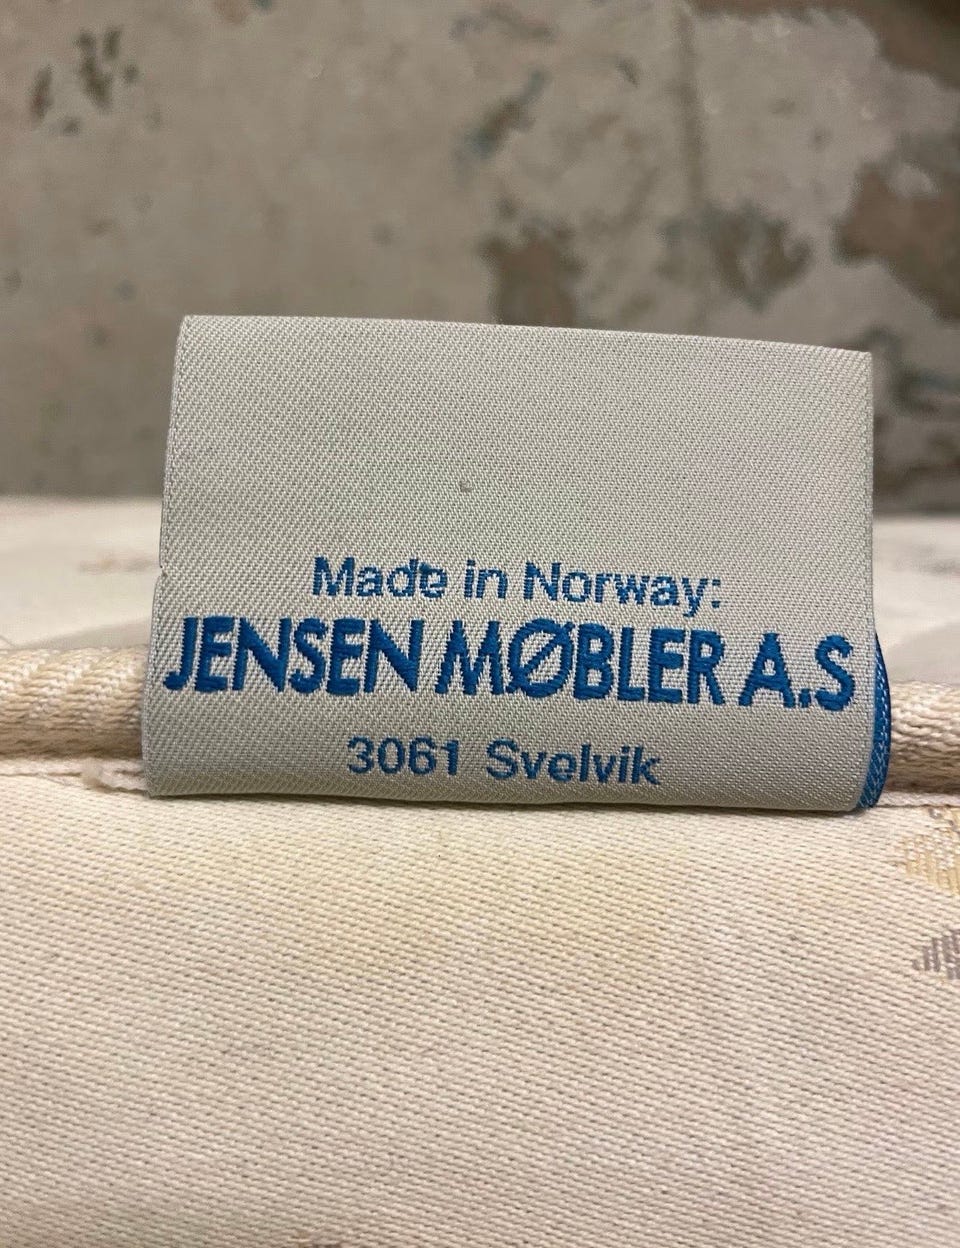 Made in Norway:
JENSEN MØBLER A.S
3061 Svelvik